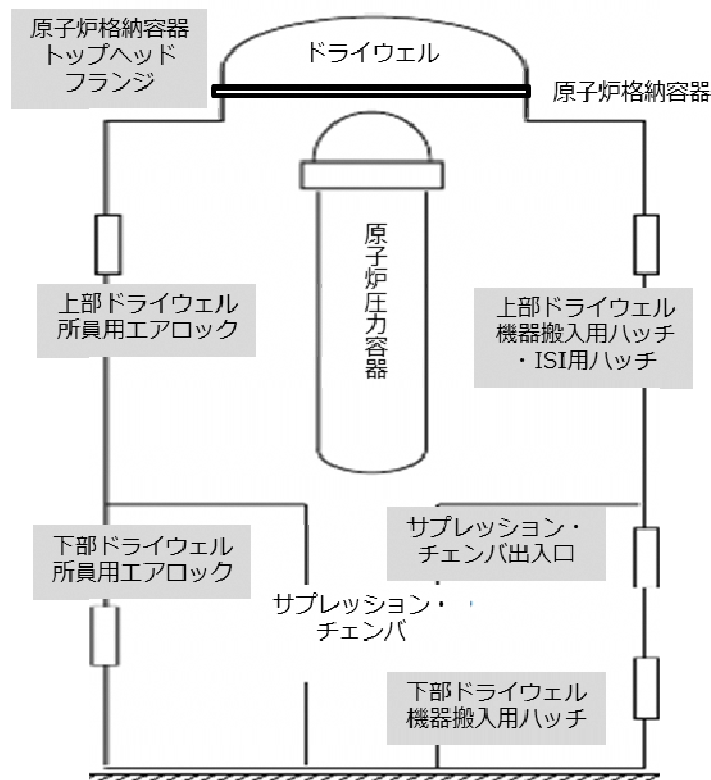 原子炉格納容器
トップヘッド
フランジ
ドライウェル
原子炉格納容器
原子炉圧力容器
上部ドライウェル
所員用エアロック
上部ドライウェル
機器搬入用ハッチ
・ISI用ハッチ
下部ドライウェル
所員用エアロック
サプレッション・
チェンバ出入口
サプレッション・
チェンバ
下部ドライウェル
機器搬入用ハッチ